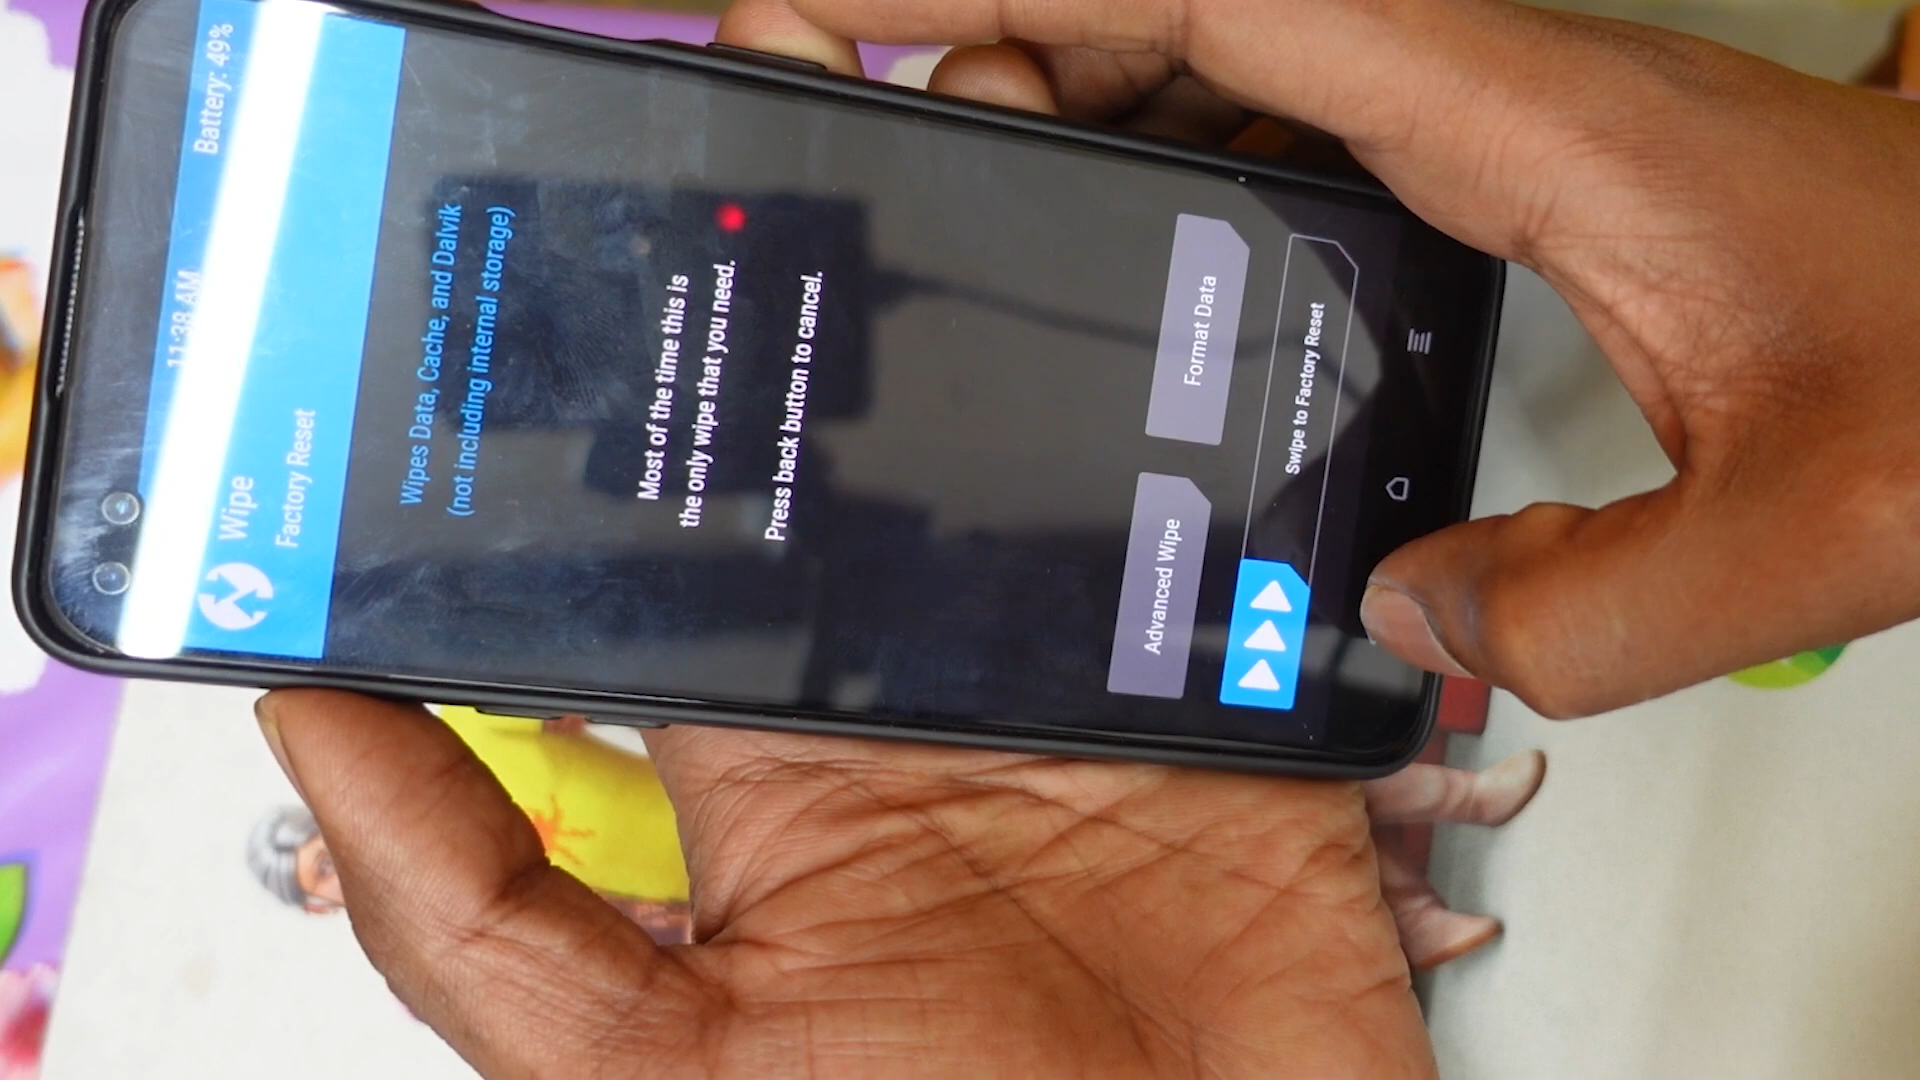 11:38 AM
Battery: 49%
Wipe
Factory Reset
Wipes Data, Cache, and Dalvik
(not including internal storage)
Most of the time this is
the only wipe that you need.
Press back button to cancel.
Advanced Wipe
Format Data
Swipe to Factory Reset